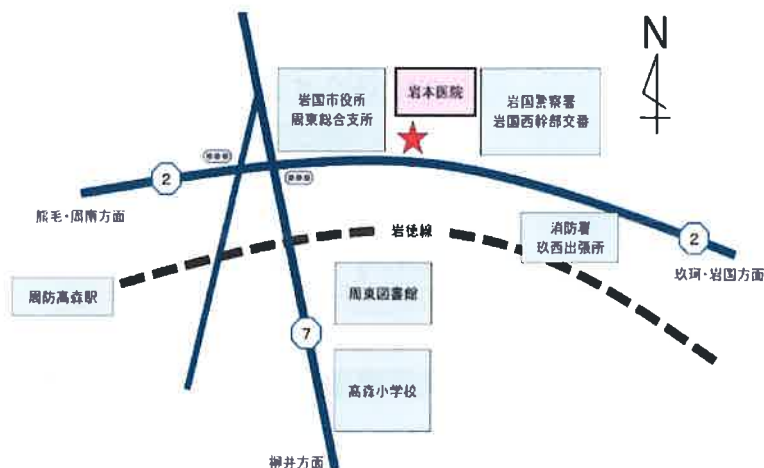 N
岩国市役所
周東総合支所
岩本医院
岩国警察署
岩国西幹部交番
2
熊毛・周南方面
岩徳線
消防署
玖西出張所
2
玖珂・岩国方面
周防高森駅
周東図書館
7
高森小学校
柳井方面